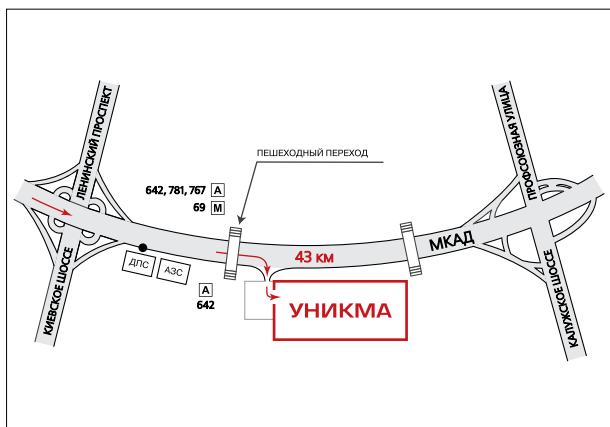 ЛЕНИНСКИЙ ПРОСПЕКТ
ПРОФСОЮЗНАЯ УЛИЦА
ПЕШЕХОДНЫЙ ПЕРЕХОД
642, 781, 767 А
69 М
МКАД
43 км
ДПС
АЗС
КИЕВСКОЕ ШОССЕ
КАЛУЖСКОЕ ШОССЕ
А
642
УНИКМА